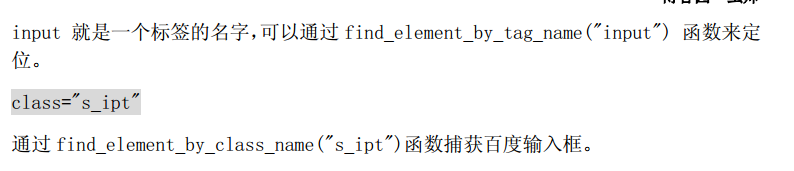 input 就是一个标签的名字,可以通过 find_element_by_tag_name("input") 函数来定
位。
class="s_ipt"
通过 find_element_by_class_name("s_ipt")函数捕获百度输入框。